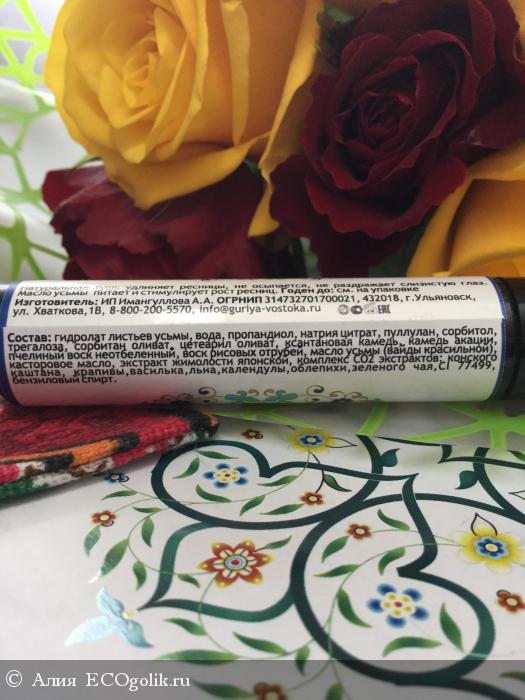 Натуральная тушь, удлиняет ресницы, не осыпается, не раздражает слизистую глаз.
Масло усьмы питает и стимулирует рост ресниц. Годен до: см. на упаковке
Изготовитель: ИП Имангуллова А.А. ОГРНИП 314732701700021, 432018, г.Ульяновск,
ул. Хваткова,1В, 8-800-200-5570, info@guriya-vostoka.ru
EAC
Состав: гидролат листьев усьмы, вода, пропандиол, натрия цитрат, пуллулан, сорбитол,
трегалоза, сорбитан оливат, цетеарил оливат, ксантановая камедь, камедь акации,
пчелиный воск неотбеленный, воск рисовых отрубей, масло усьмы (вайды красильной)
касторовое масло, экстракт жимолости японской, комплекс СО2 экстрактов, конского
каштана, крапивы,василька,льна,календулы,облепихи,зеленого чая,CI 77499,
бензиловый спирт.
© Алия ECOgolik.ru